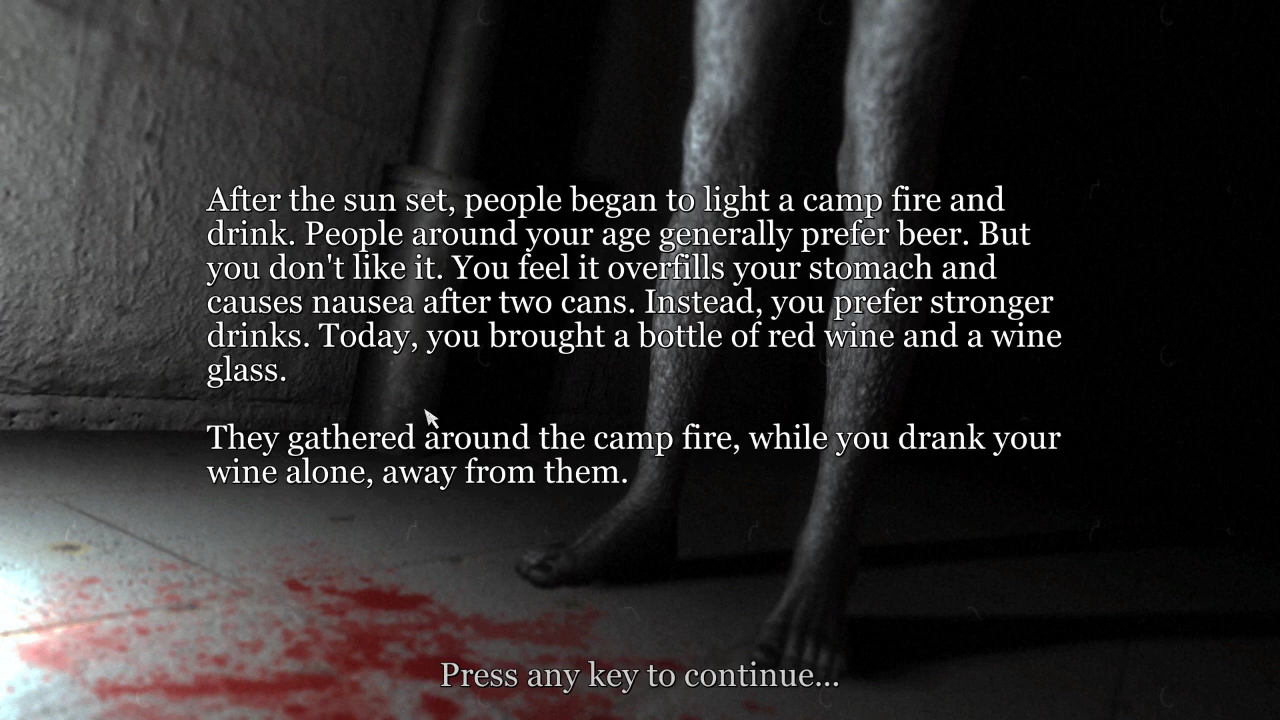 After the sun set, people began to light a camp fire and
drink. People around your age generally prefer beer. But
you don't like it. You feel it overfills your stomach and
causes nausea after two cans. Instead, you prefer stronger
drinks. Today, you brought a bottle of red wine and a wine
glass.
They gathered around the camp fire, while you drank your
wine alone, away from them.
Press any key to continue...